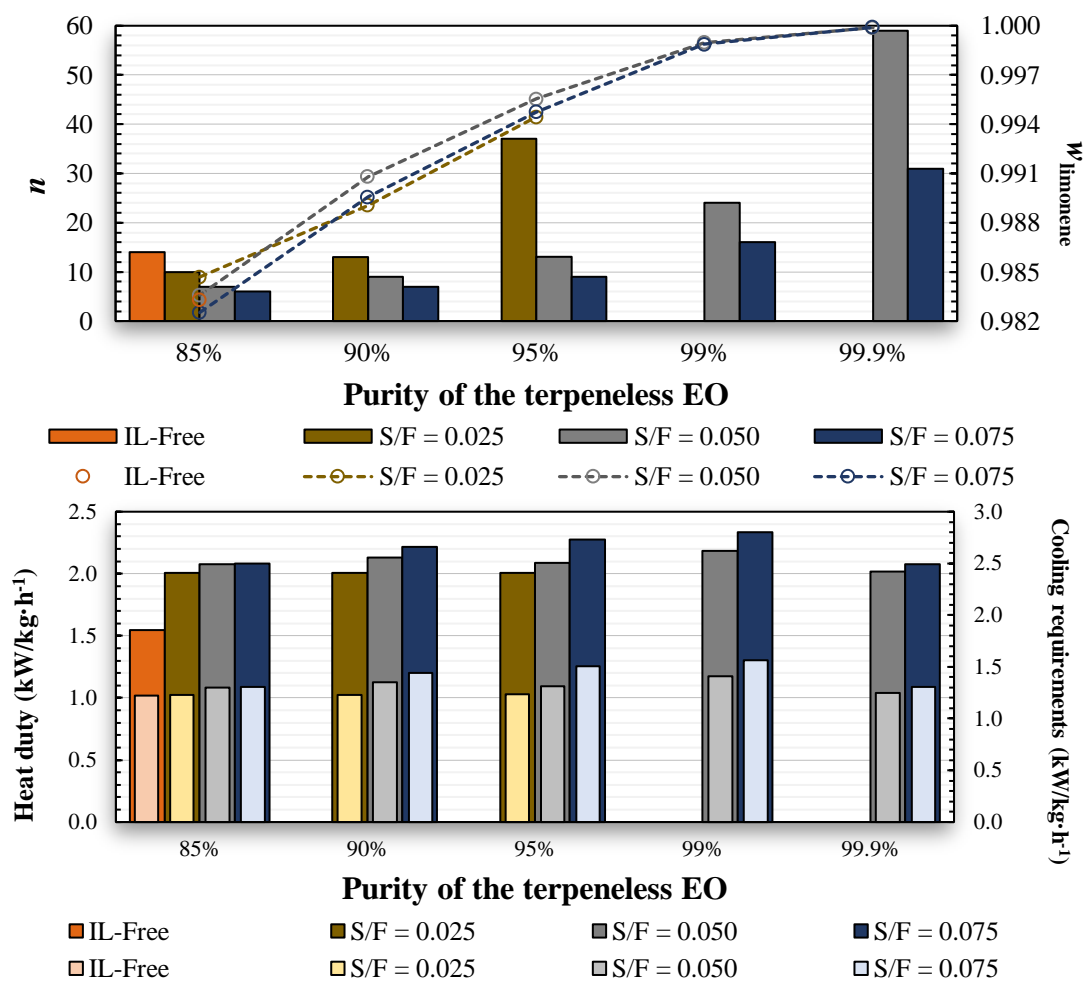 60
50
40
30
20
10
0
n
1.000
0.997
0.994
0.991
0.988
0.985
0.982
wlimonene
85% 90% 95% 99% 99.9%
Purity of the terpeneless EO
IL-Free S/F = 0.025 S/F = 0.050 S/F = 0.075
IL-Free S/F = 0.025 S/F = 0.050 S/F = 0.075
2.5
2.0
1.5
1.0
0.5
0.0
Heat duty (kW/kg·h⁻¹)
3.0
2.5
2.0
1.5
1.0
0.5
0.0
Cooling requirements (kW/kg·h⁻¹)
85% 90% 95% 99% 99.9%
Purity of the terpeneless EO
IL-Free S/F = 0.025 S/F = 0.050 S/F = 0.075
IL-Free S/F = 0.025 S/F = 0.050 S/F = 0.075